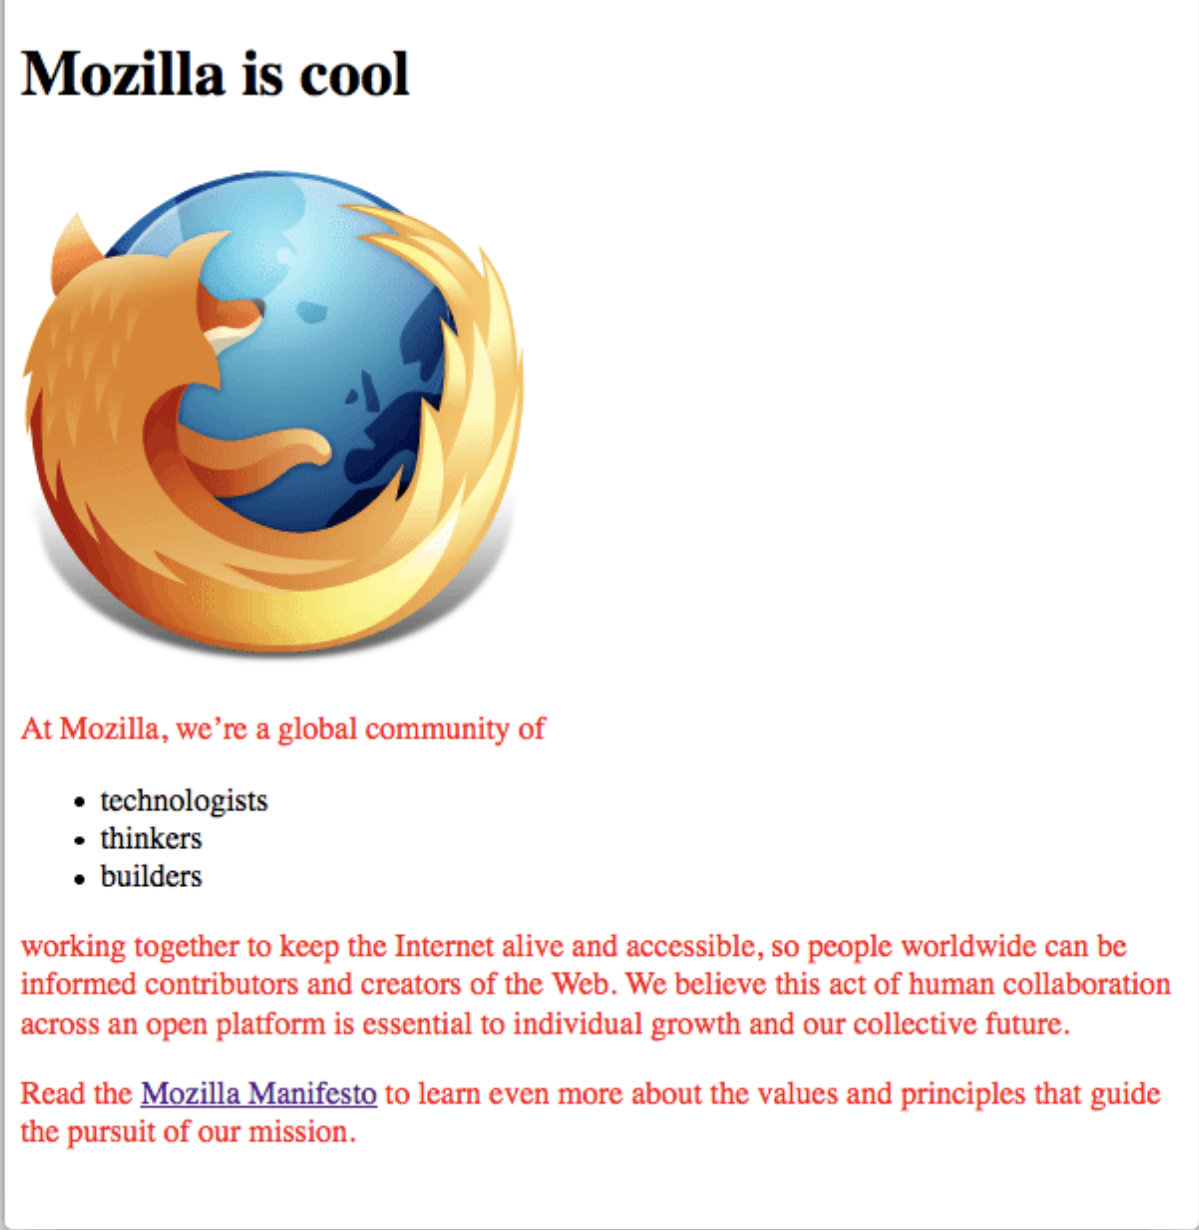 Mozilla is cool
At Mozilla, we’re a global community of
• technologists
• thinkers
• builders
working together to keep the Internet alive and accessible, so people worldwide can be
informed contributors and creators of the Web. We believe this act of human collaboration
across an open platform is essential to individual growth and our collective future.
Read the Mozilla Manifesto to learn even more about the values and principles that guide
the pursuit of our mission.